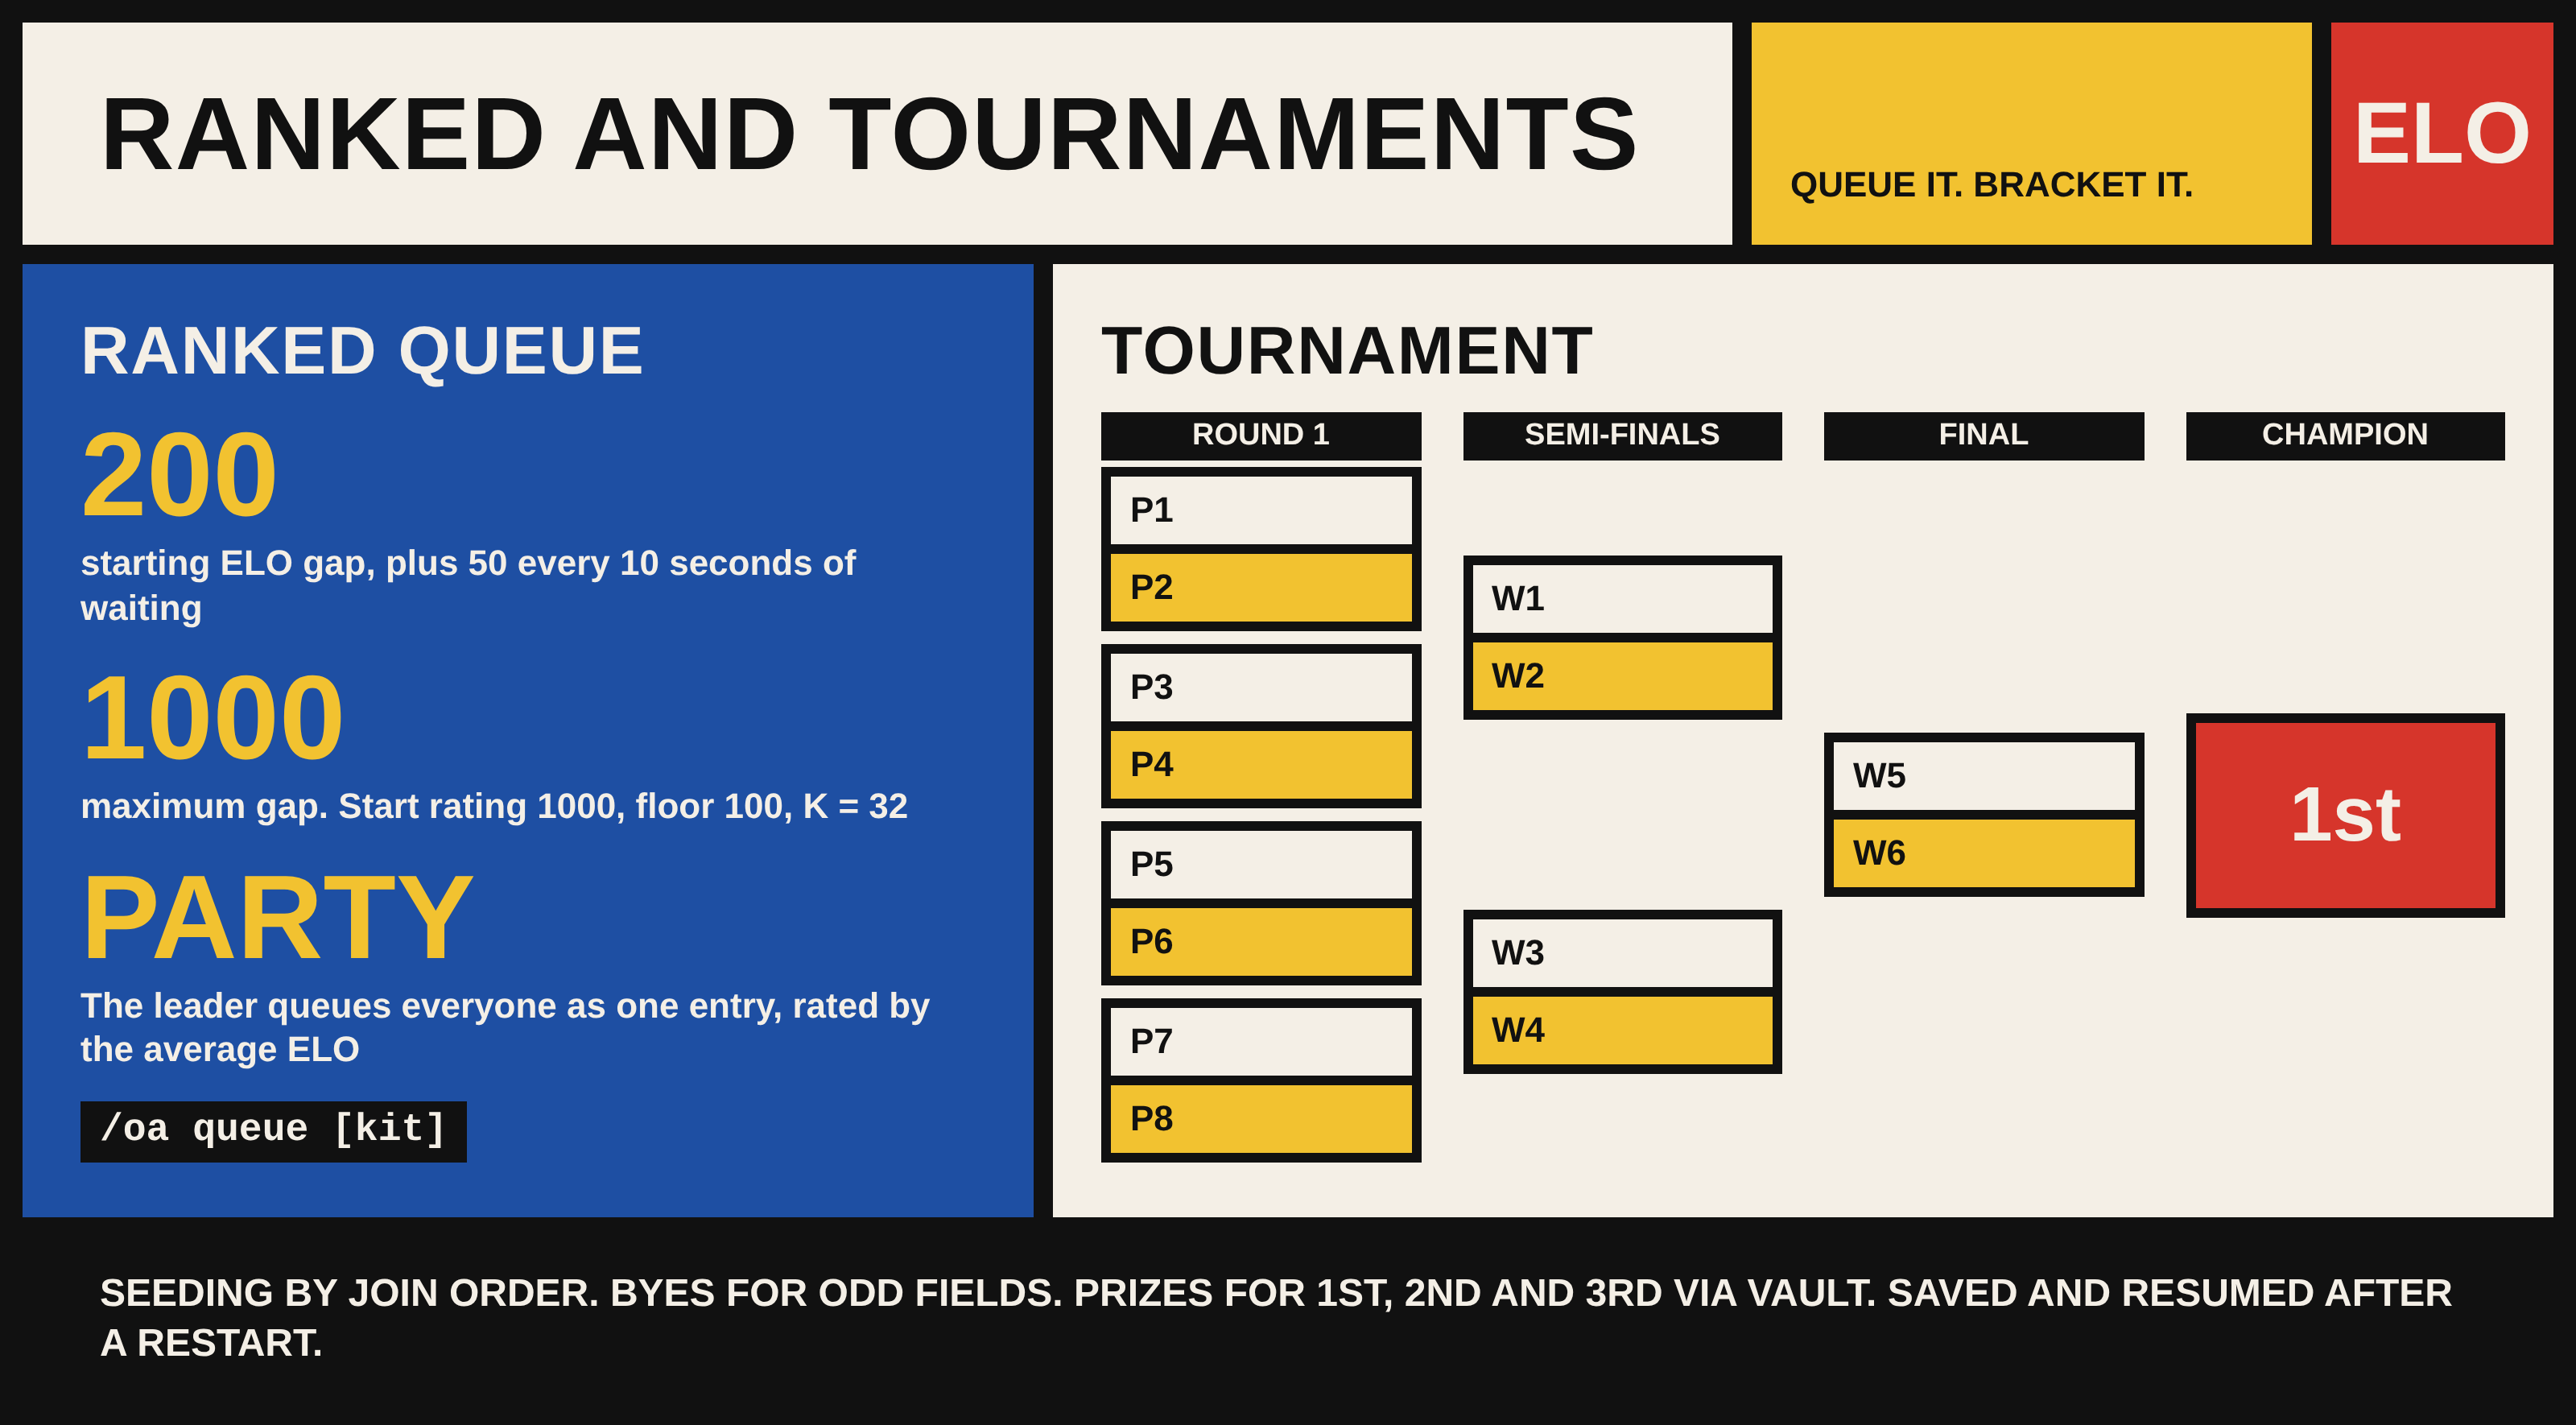 RANKED AND TOURNAMENTS
QUEUE IT. BRACKET IT.
ELO
RANKED QUEUE
200
starting ELO gap, plus 50 every 10 seconds of
waiting
1000
maximum gap. Start rating 1000, floor 100, K = 32
PARTY
The leader queues everyone as one entry, rated by
the average ELO
/oa queue [kit]
TOURNAMENT
ROUND 1
P1
P2
P3
P4
P5
P6
P7
P8
SEMI-FINALS
W1
W2
W3
W4
FINAL
W5
W6
CHAMPION
1st
SEEDING BY JOIN ORDER. BYES FOR ODD FIELDS. PRIZES FOR 1ST, 2ND AND 3RD VIA VAULT. SAVED AND RESUMED AFTER
A RESTART.